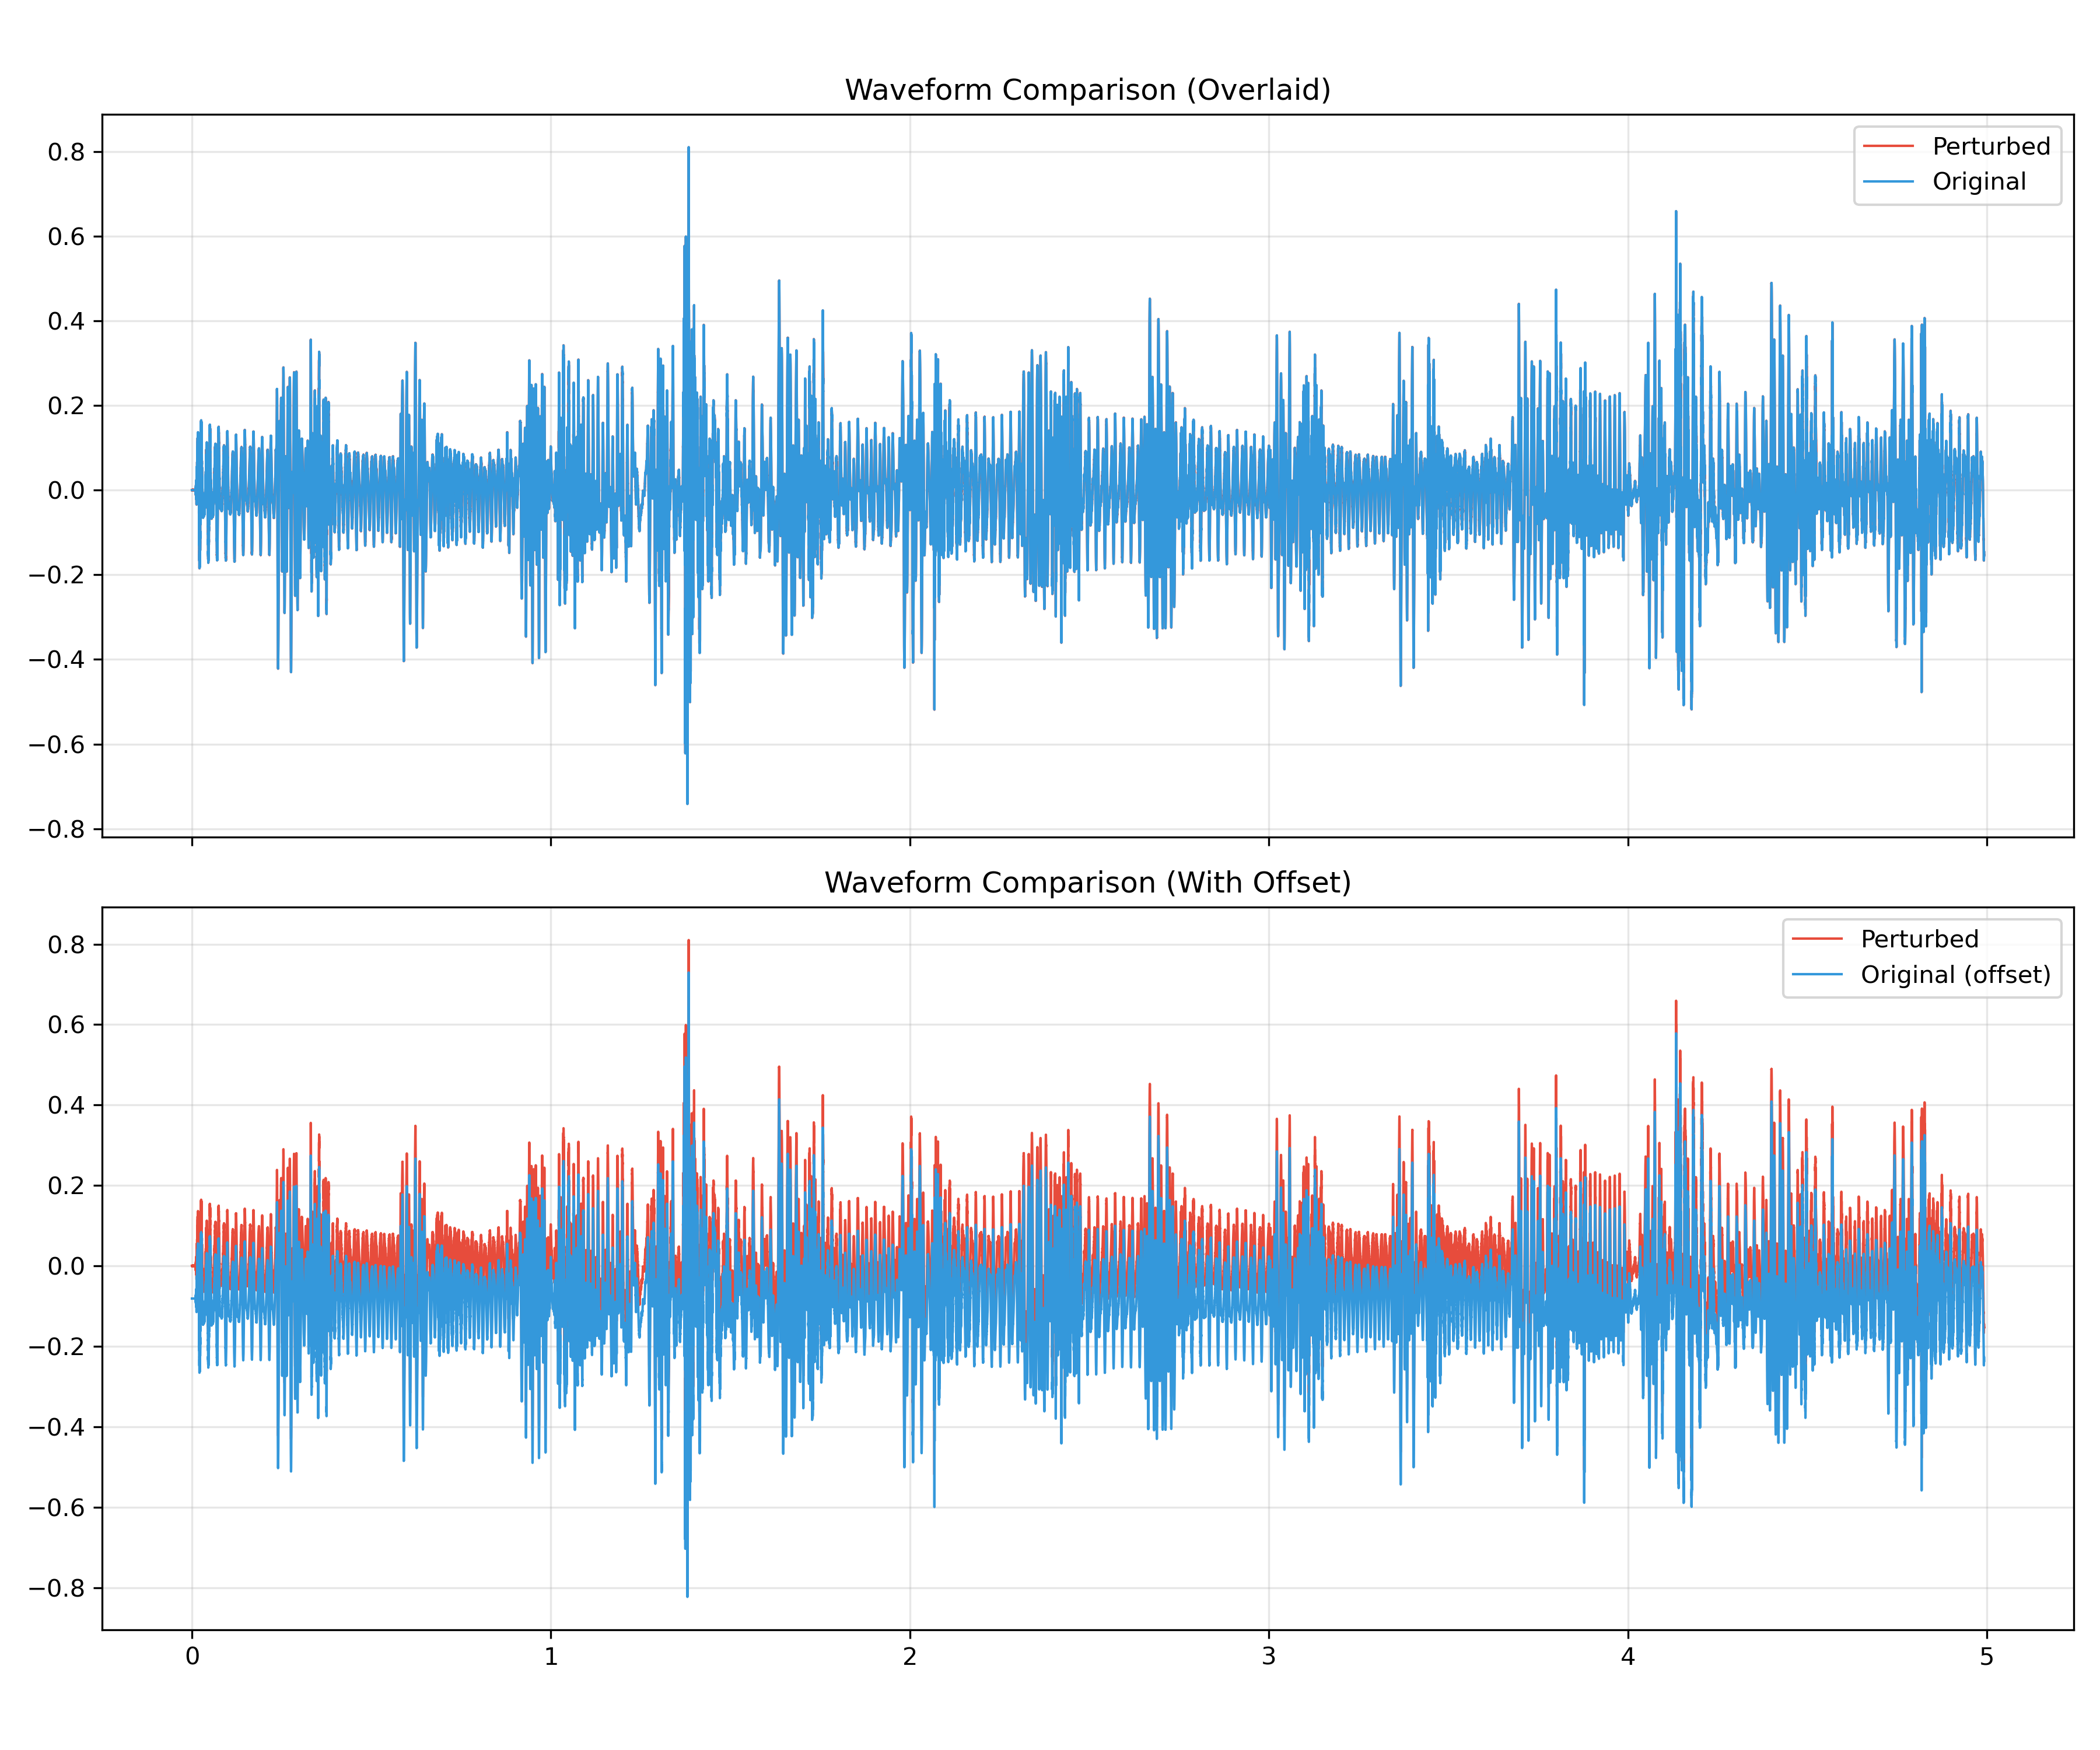 Waveform Comparison (Overlaid)
Perturbed
Original
0.8
0.6
0.4
0.2
0.0
−0.2
−0.4
−0.6
−0.8
Waveform Comparison (With Offset)
Perturbed
Original (offset)
0.8
0.6
0.4
0.2
0.0
−0.2
−0.4
−0.6
−0.8
0 1 2 3 4 5